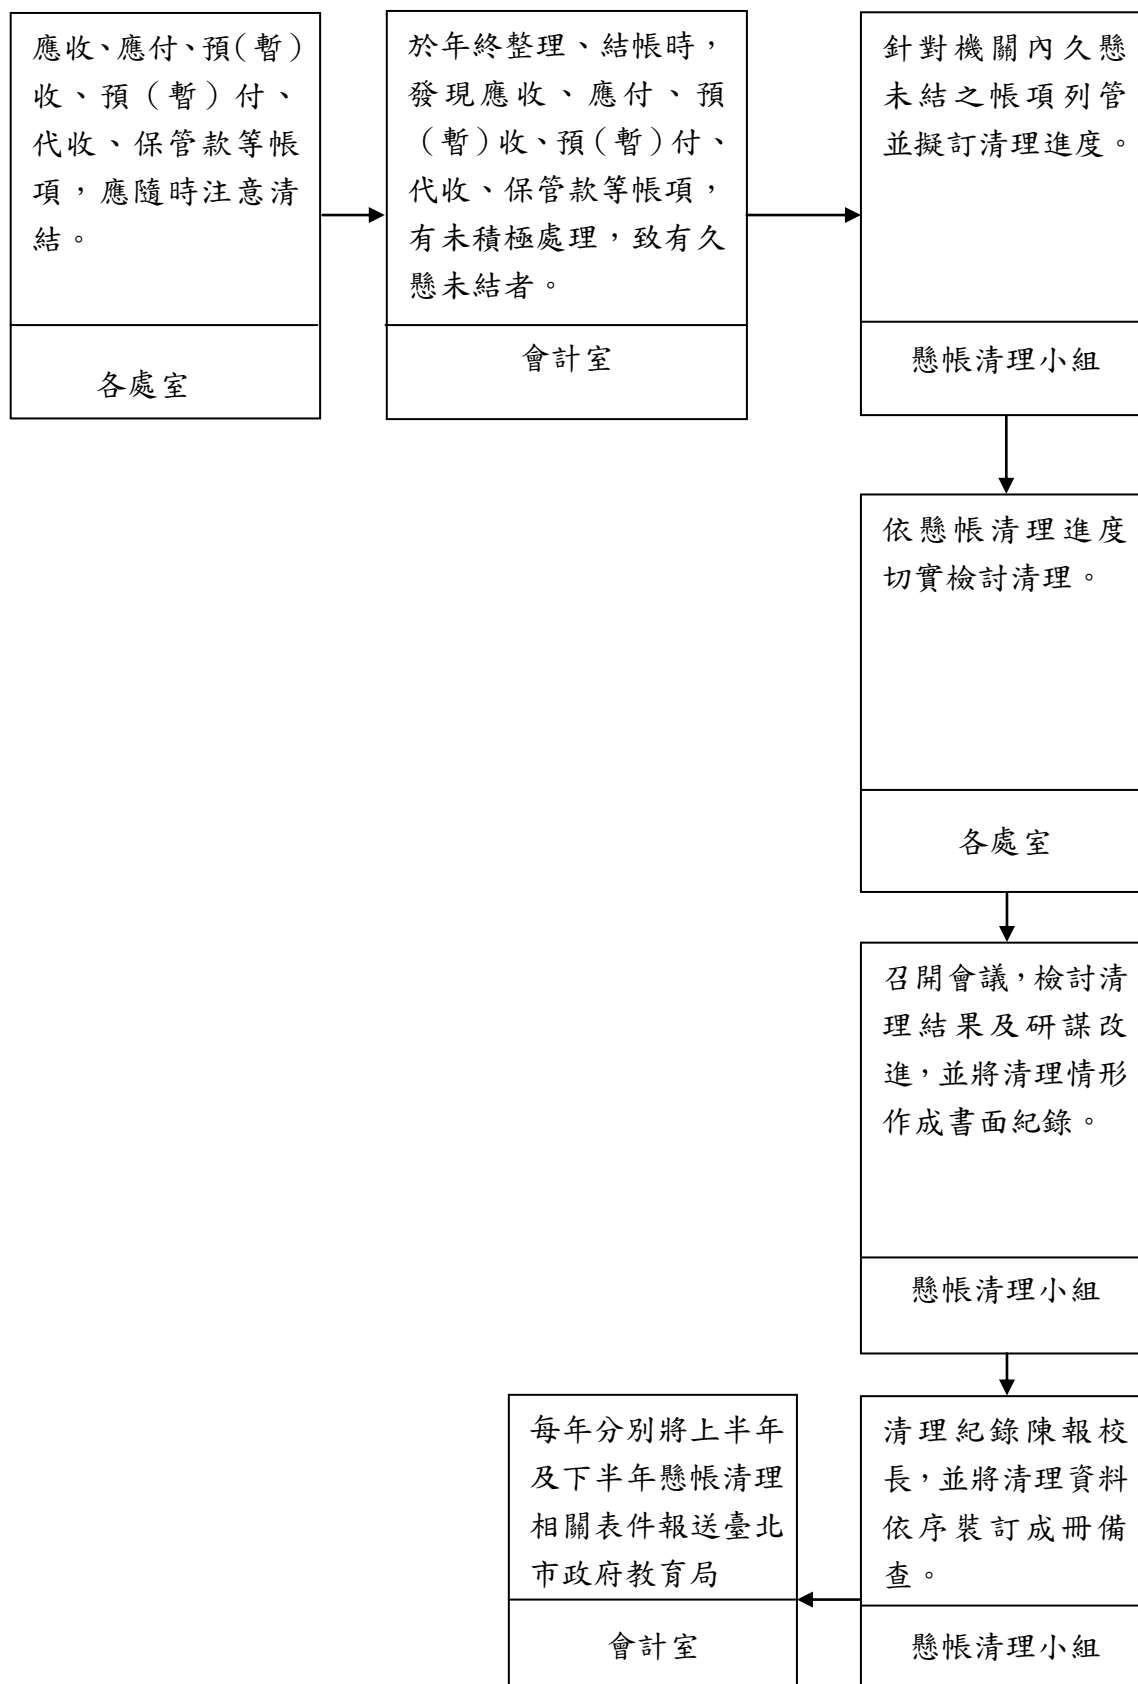 應收、應付、預(暫)
收、預（暫）付、
代收、保管款等帳
項，應隨時注意清
結。
各處室
於年終整理、結帳時，
發現應收、應付、預
（暫）收、預（暫）付、
代收、保管款等帳項，
有未積極處理，致有久
懸未結者。
會計室
針對機關內久懸
未結之帳項列管
並擬訂清理進度。
懸帳清理小組
依懸帳清理進度
切實檢討清理。
各處室
召開會議，檢討清
理結果及研謀改
進，並將清理情形
作成書面紀錄。
懸帳清理小組
清理紀錄陳報校
長，並將清理資料
依序裝訂成冊備
查。
懸帳清理小組
每年分別將上半年
及下半年懸帳清理
相關表件報送臺北
市政府教育局
會計室